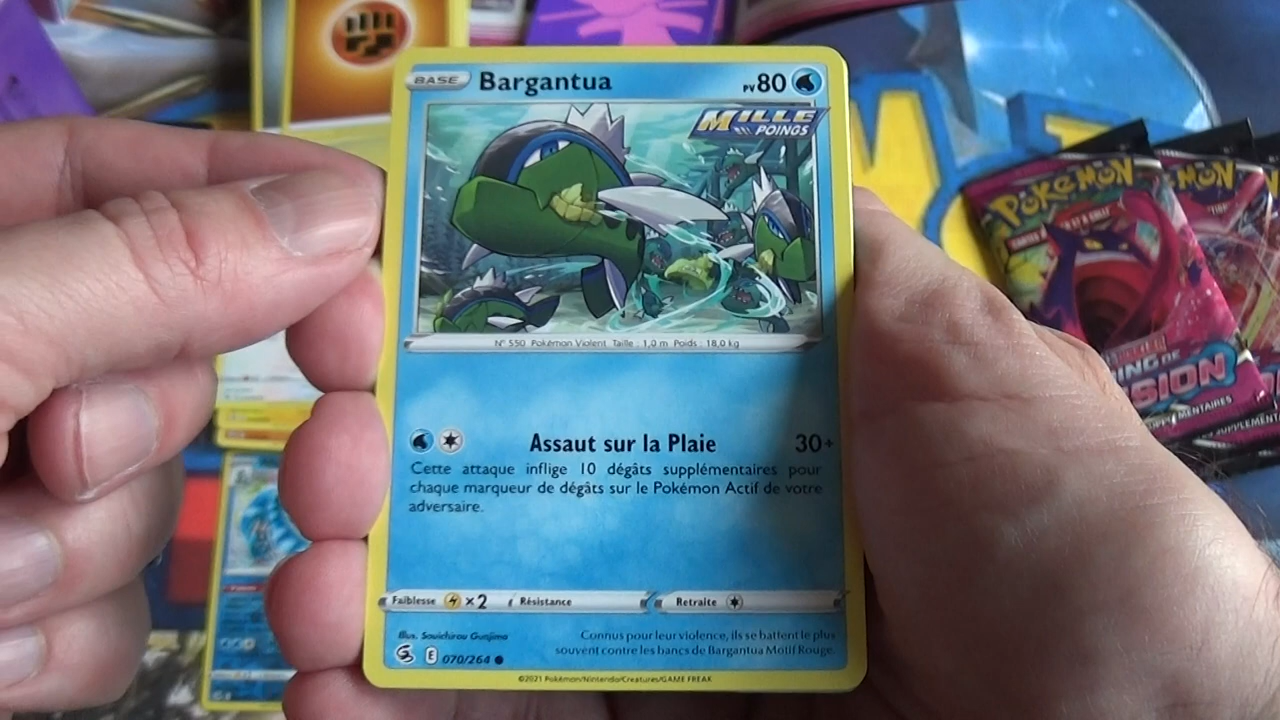 BASE Bargantua PV 80
MILLE
POINGS
N° 550 Pokémon Violent Taille : 1,0 m Poids : 18,0 kg
Assaut sur la Plaie 30+
Cette attaque inflige 10 dégâts supplémentaires pour
chaque marqueur de dégâts sur le Pokémon Actif de votre
adversaire.
Faiblesse ×2 Résistance Retraite
Illus. Souichirou Gunjima
Connus pour leur violence, ils se battent le plus
souvent contre les bancs de Bargantua Motif Rouge.
E 070/264
©2021 Pokémon/Nintendo/Creatures/GAME FREAK
POKÉMON
MON